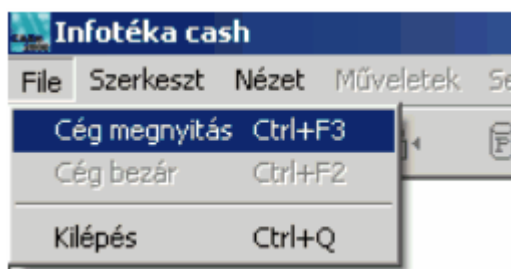 Infotéka cash
File Szerkeszt Nézet Műveletek
Cég megnyitás Ctrl+F3
Cég bezár Ctrl+F2
Kilépés Ctrl+Q